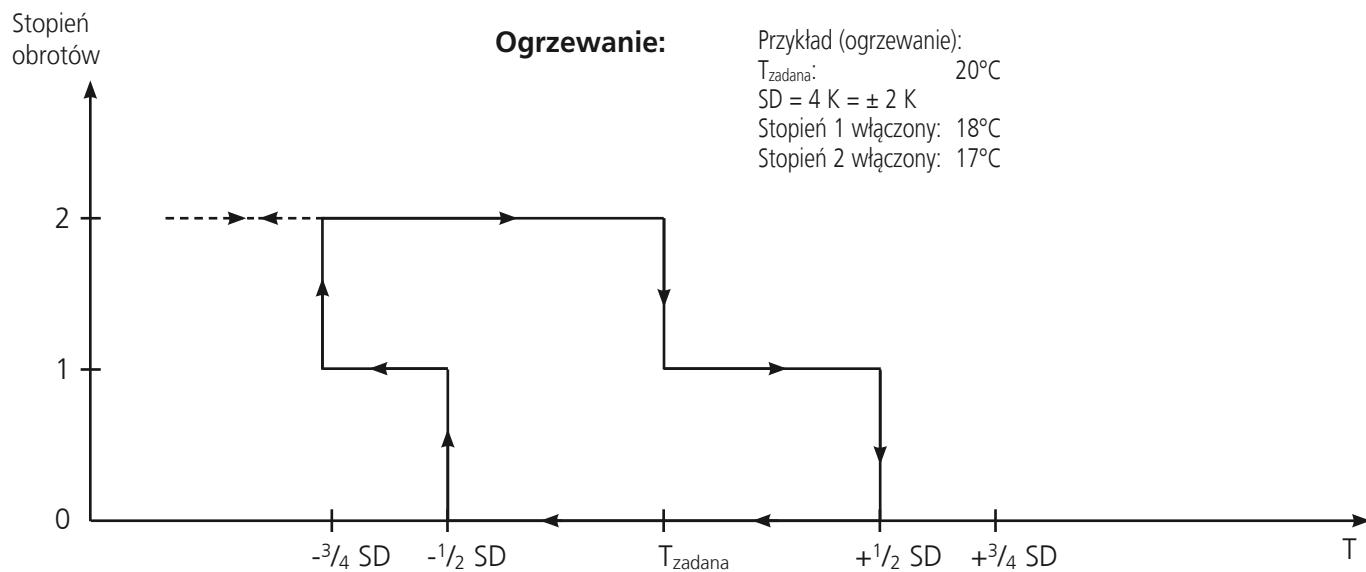 Stopień
obrotów
Ogrzewanie:
Przykład (ogrzewanie):
Tzadana: 20°C
SD = 4 K = ± 2 K
Stopień 1 włączony: 18°C
Stopień 2 włączony: 17°C
2
1
0
-3/4 SD
-1/2 SD
Tzadana
+1/2 SD
+3/4 SD
T